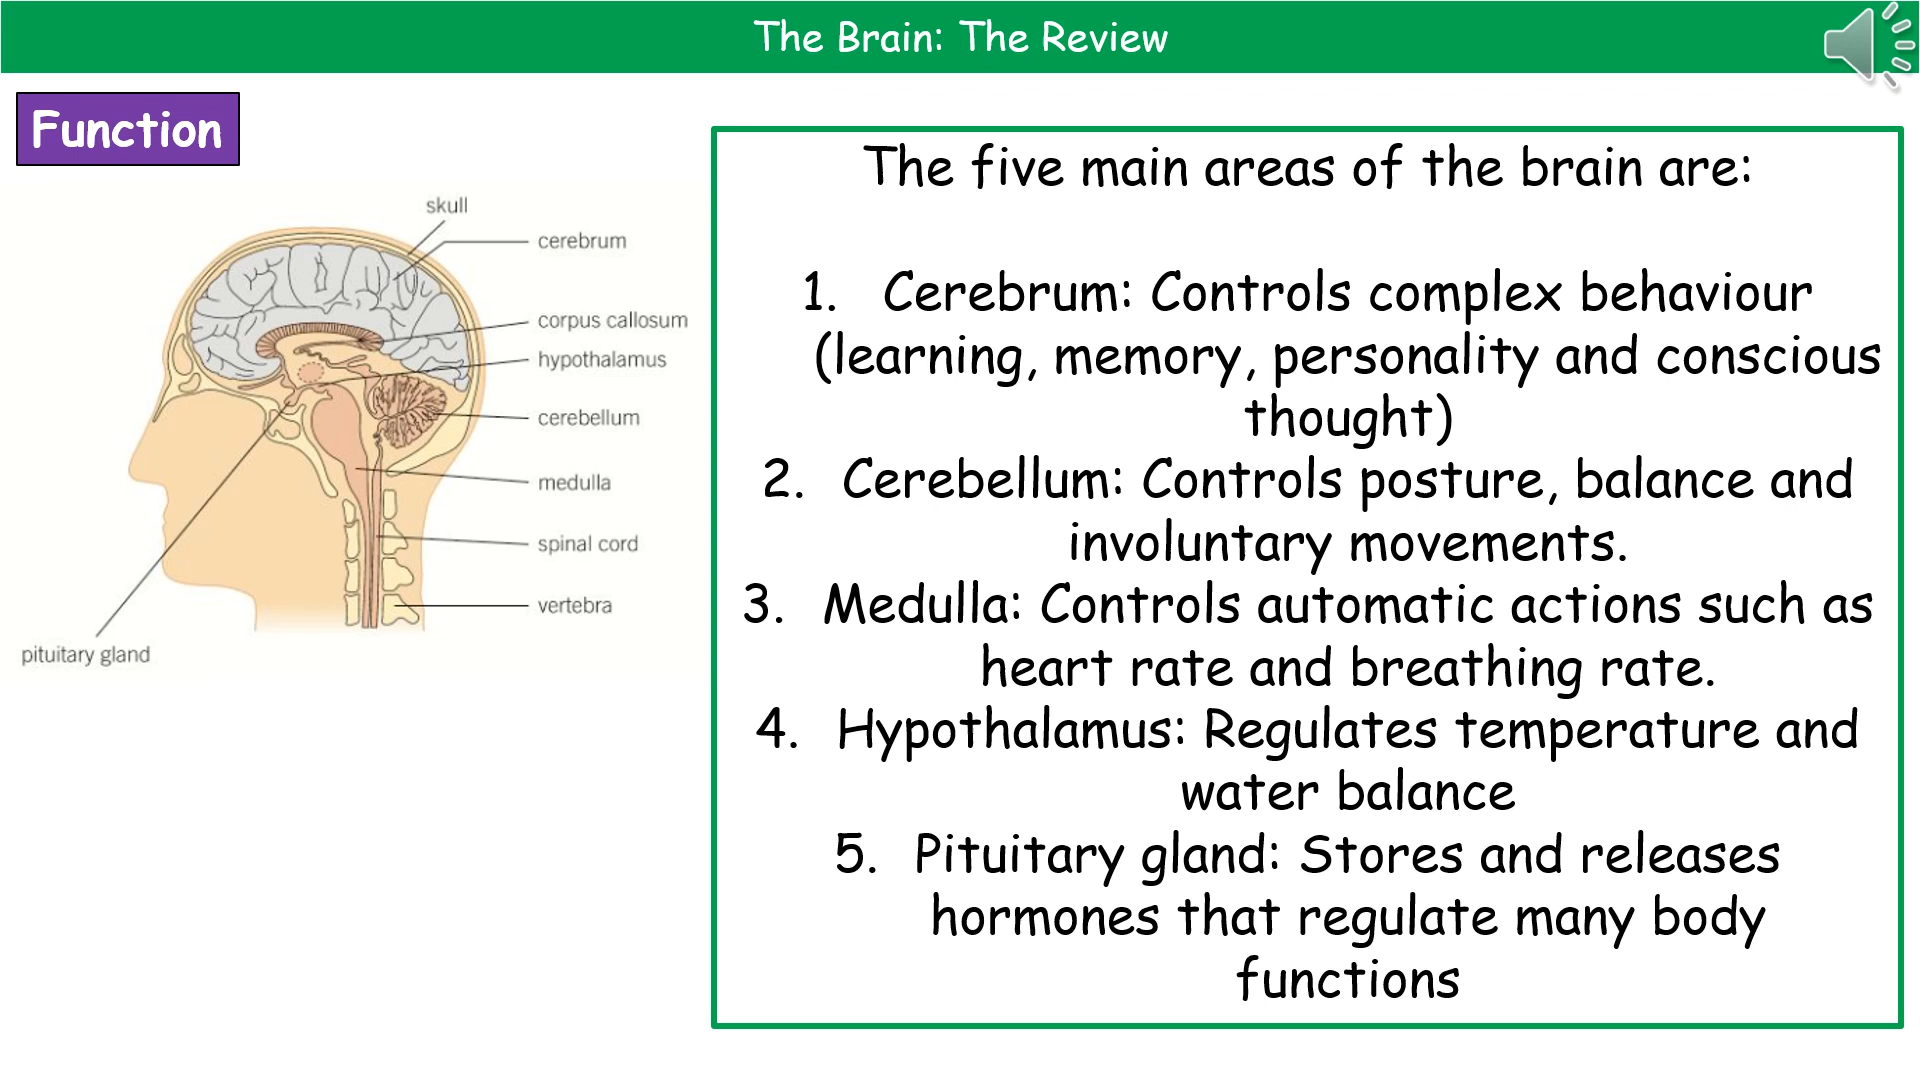 The Brain: The Review
Function
skull
cerebrum
corpus callosum
hypothalamus
cerebellum
medulla
spinal cord
vertebra
pituitary gland
The five main areas of the brain are:
1. Cerebrum: Controls complex behaviour
(learning, memory, personality and conscious
thought)
2. Cerebellum: Controls posture, balance and
involuntary movements.
3. Medulla: Controls automatic actions such as
heart rate and breathing rate.
4. Hypothalamus: Regulates temperature and
water balance
5. Pituitary gland: Stores and releases
hormones that regulate many body
functions